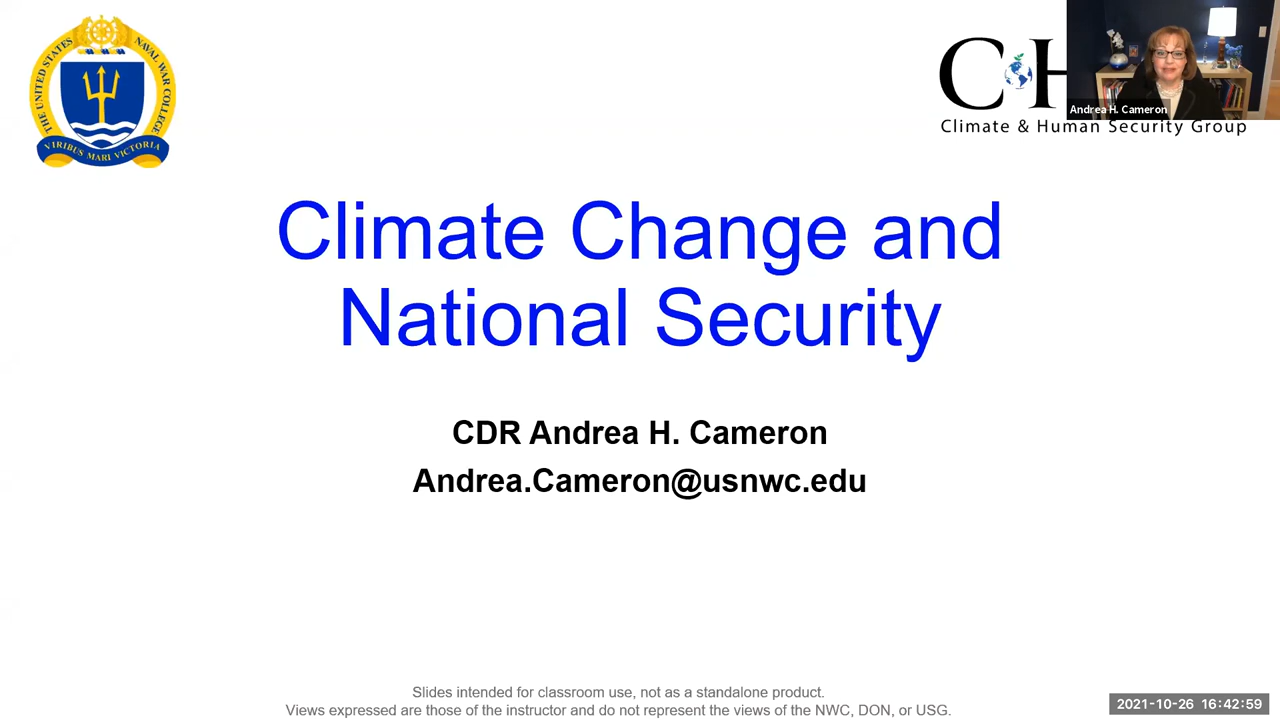 THE UNITED STATES NAVAL WAR COLLEGE
VIRIBUS MARI VICTORIA
C H
Andrea H. Cameron
Climate & Human Security Group
Climate Change and
National Security
CDR Andrea H. Cameron
Andrea.Cameron@usnwc.edu
Slides intended for classroom use, not as a standalone product.
Views expressed are those of the instructor and do not represent the views of the NWC, DON, or USG.
2021-10-26 16:42:59